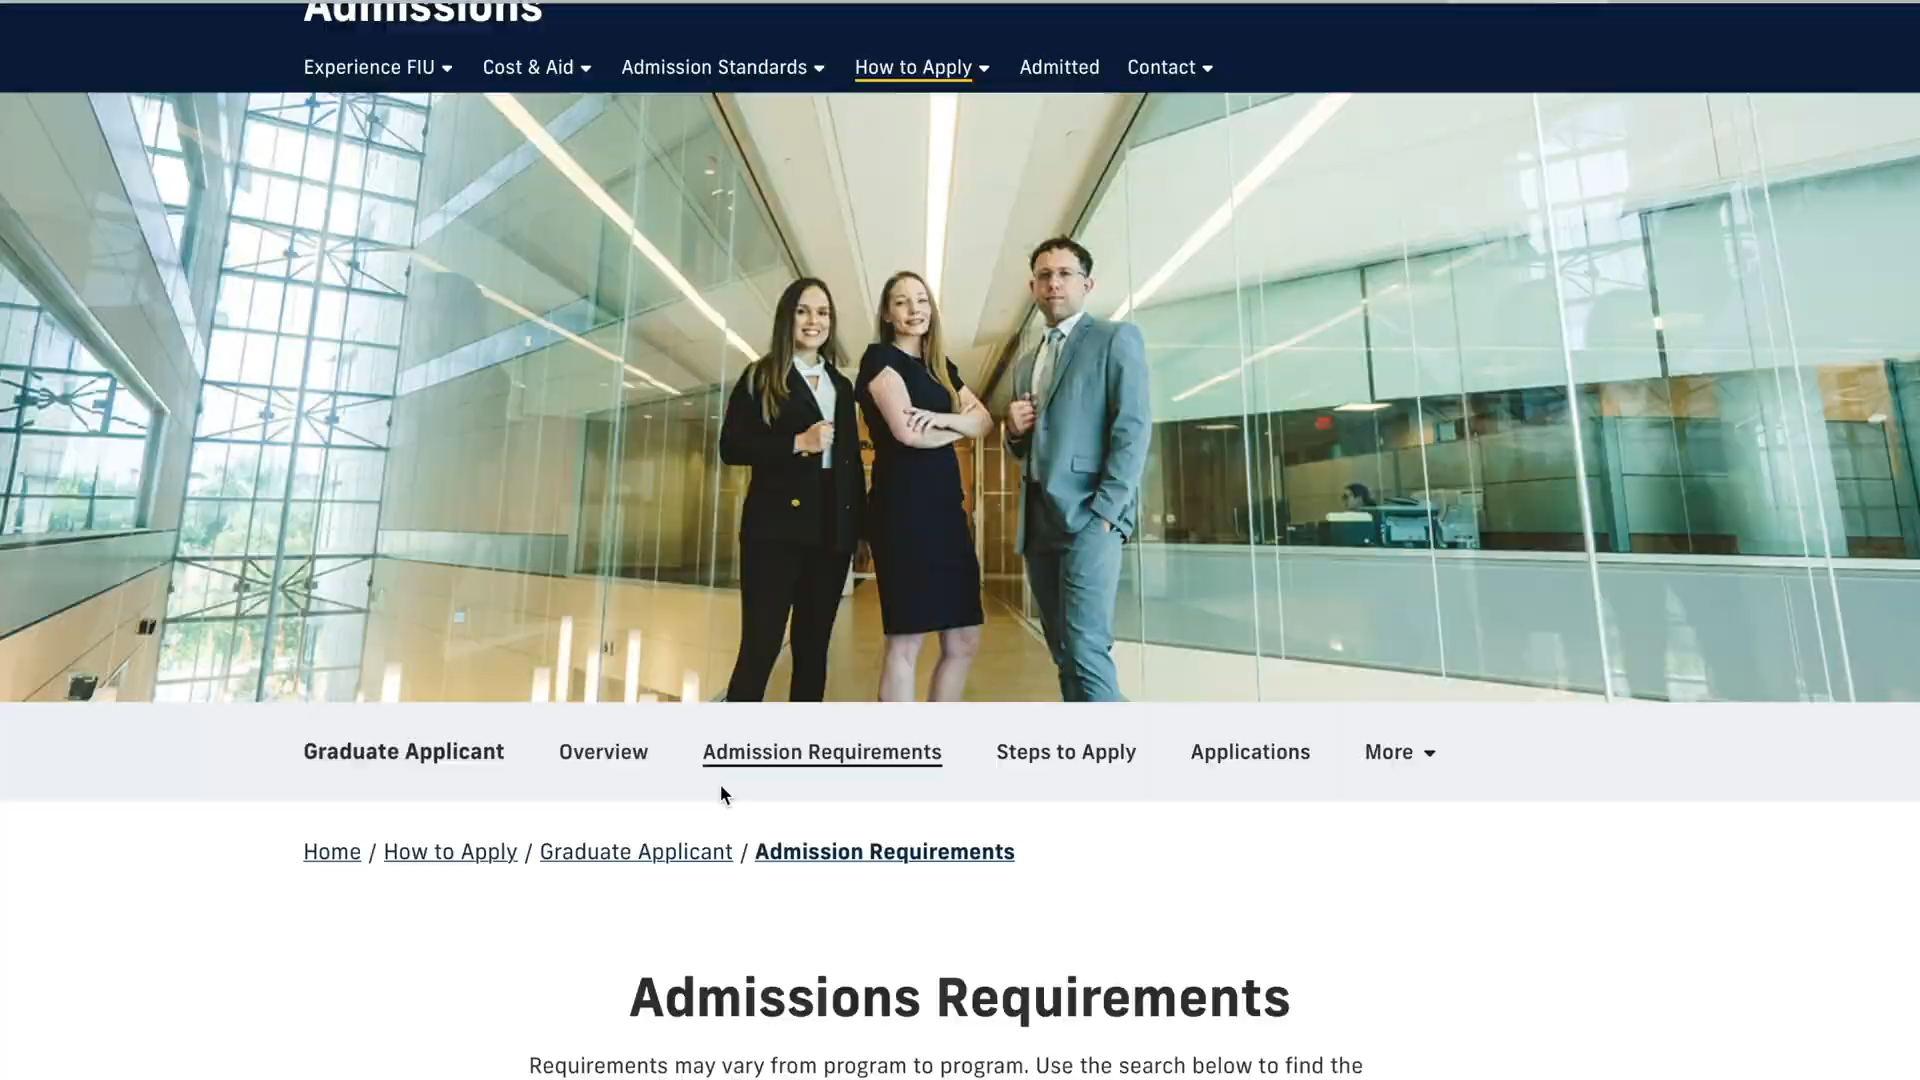 Admissions
Experience FIU Cost & Aid Admission Standards How to Apply Admitted Contact
Graduate Applicant Overview Admission Requirements Steps to Apply Applications More
Home / How to Apply / Graduate Applicant / Admission Requirements
Admissions Requirements
Requirements may vary from program to program. Use the search below to find the